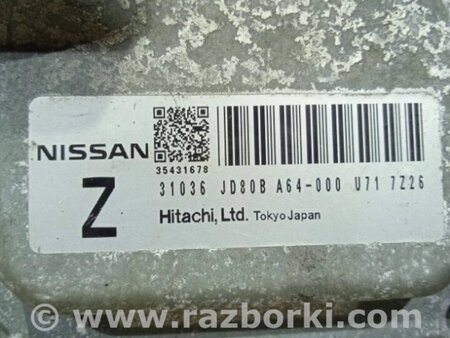 NISSAN
Z
35431678
31036 JD80B A64-000 U71 7Z26
Hitachi, Ltd. Tokyo Japan
© www.razborki.com